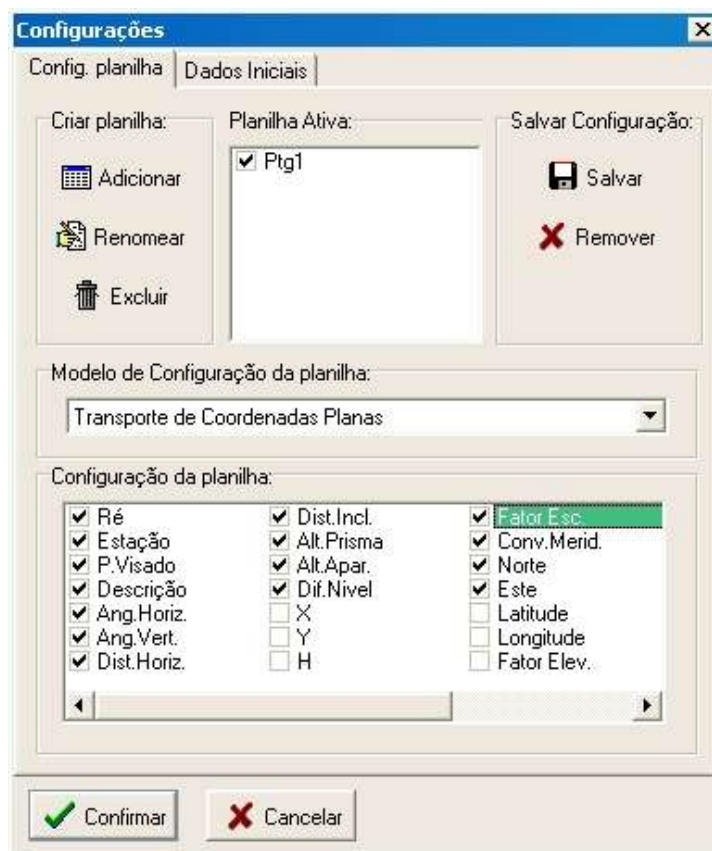 Configurações
Config. planilha
Dados Iniciais
Criar planilha:
Adicionar
Renomear
Excluir
Planilha Ativa:
Ptg1
Salvar Configuração:
Salvar
Remover
Modelo de Configuração da planilha:
Transporte de Coordenadas Planas
Configuração da planilha:
Ré
Estação
P.Visado
Descrição
Ang.Horiz.
Ang.Vert.
Dist.Horiz.
Dist.Incl.
Alt.Prisma
Alt.Apar.
Dif.Nivel
X
Y
H
Fator Esc.
Conv.Merid.
Norte
Este
Latitude
Longitude
Fator Elev.
Confirmar
Cancelar